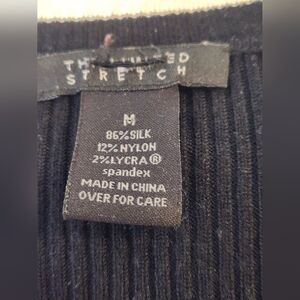 STRETCH
M
86%SILK
12%NYLON
2%LYCRA®
spandex
MADE IN CHINA
OVER FOR CARE